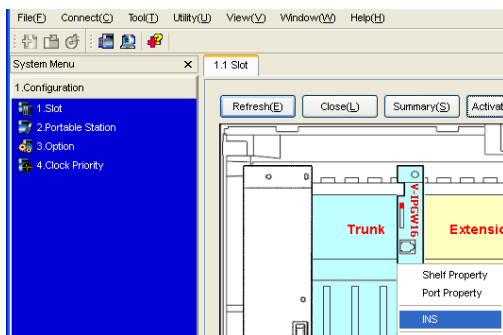 File(F) Connect(C) Tool(T) Utility(U) View(V) Window(W) Help(H)
System Menu
1.1 Slot
1.Configuration
1.Slot
2.Portable Station
3.Option
4.Clock Priority
Refresh(E) Close(L) Summary(S)
V-IPGW16
Trunk
Shelf Property
Port Property
INS